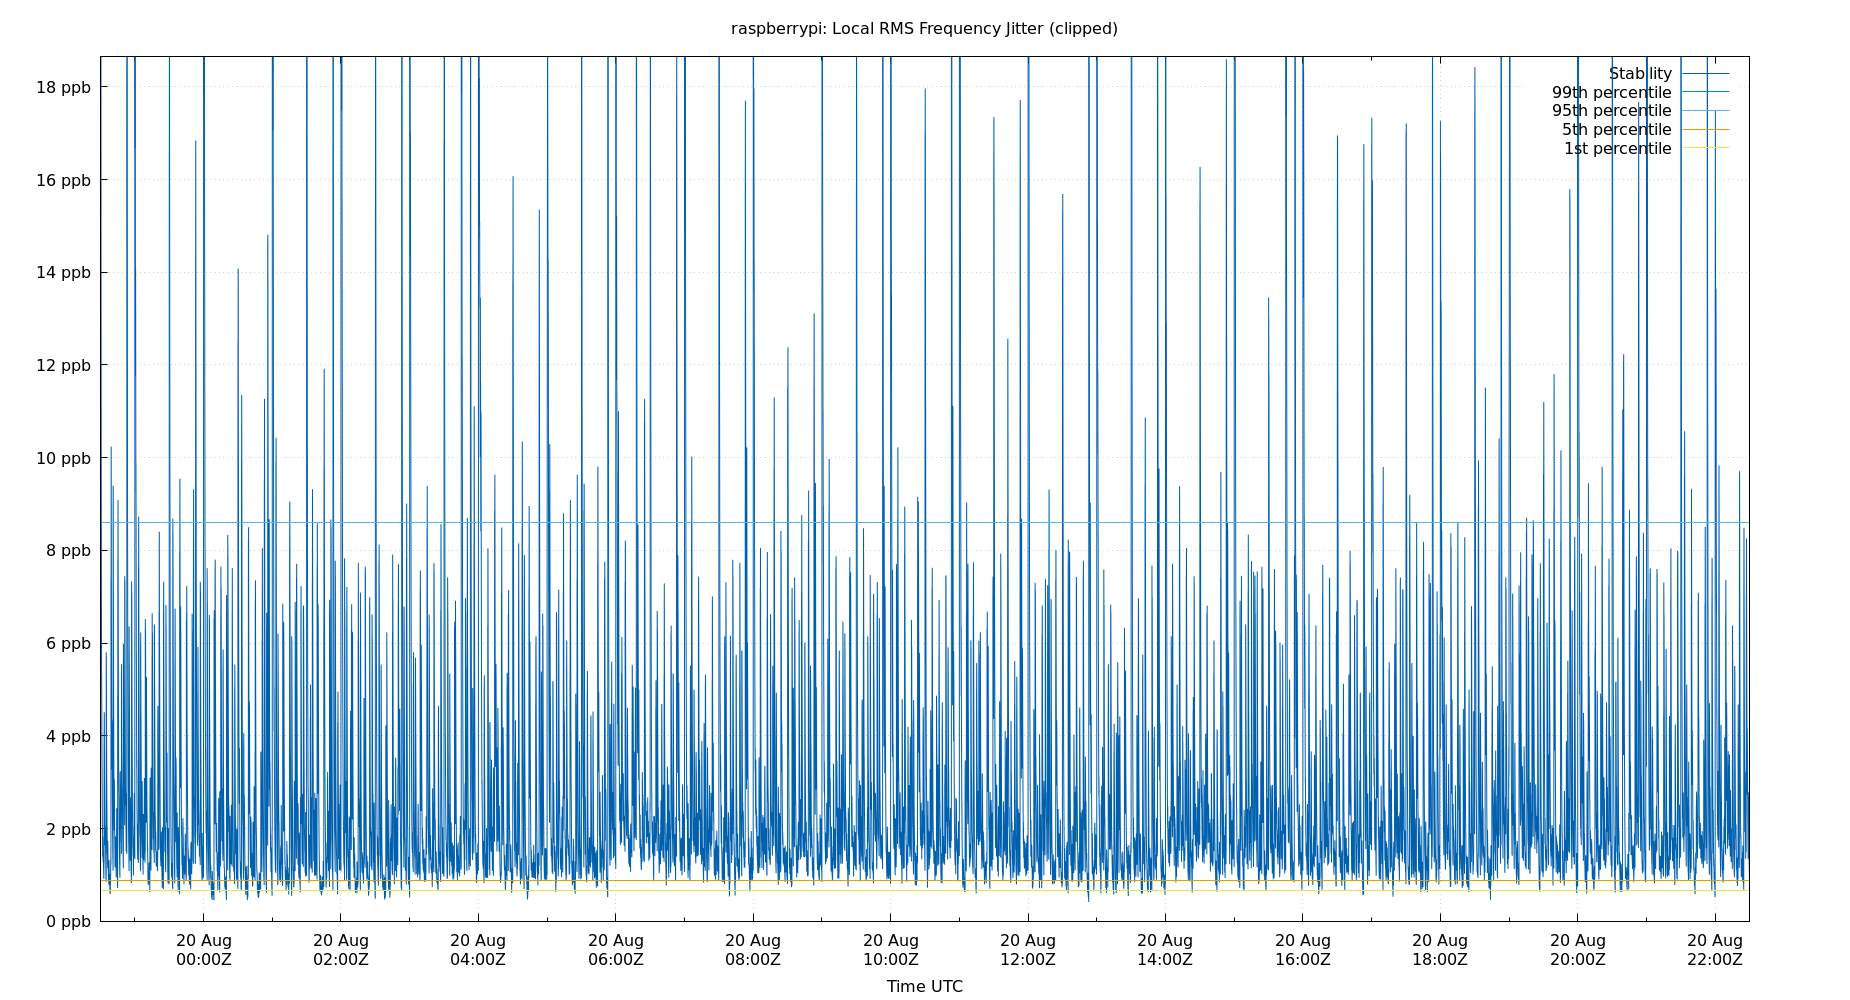 raspberrypi: Local RMS Frequency Jitter (clipped)
18 ppb
16 ppb
14 ppb
12 ppb
10 ppb
8 ppb
6 ppb
4 ppb
2 ppb
0 ppb
Stability
99th percentile
95th percentile
5th percentile
1st percentile
20 Aug 20 Aug 20 Aug 20 Aug 20 Aug 20 Aug 20 Aug 20 Aug 20 Aug 20 Aug 20 Aug 20 Aug
00:00Z 02:00Z 04:00Z 06:00Z 08:00Z 10:00Z 12:00Z 14:00Z 16:00Z 18:00Z 20:00Z 22:00Z
Time UTC